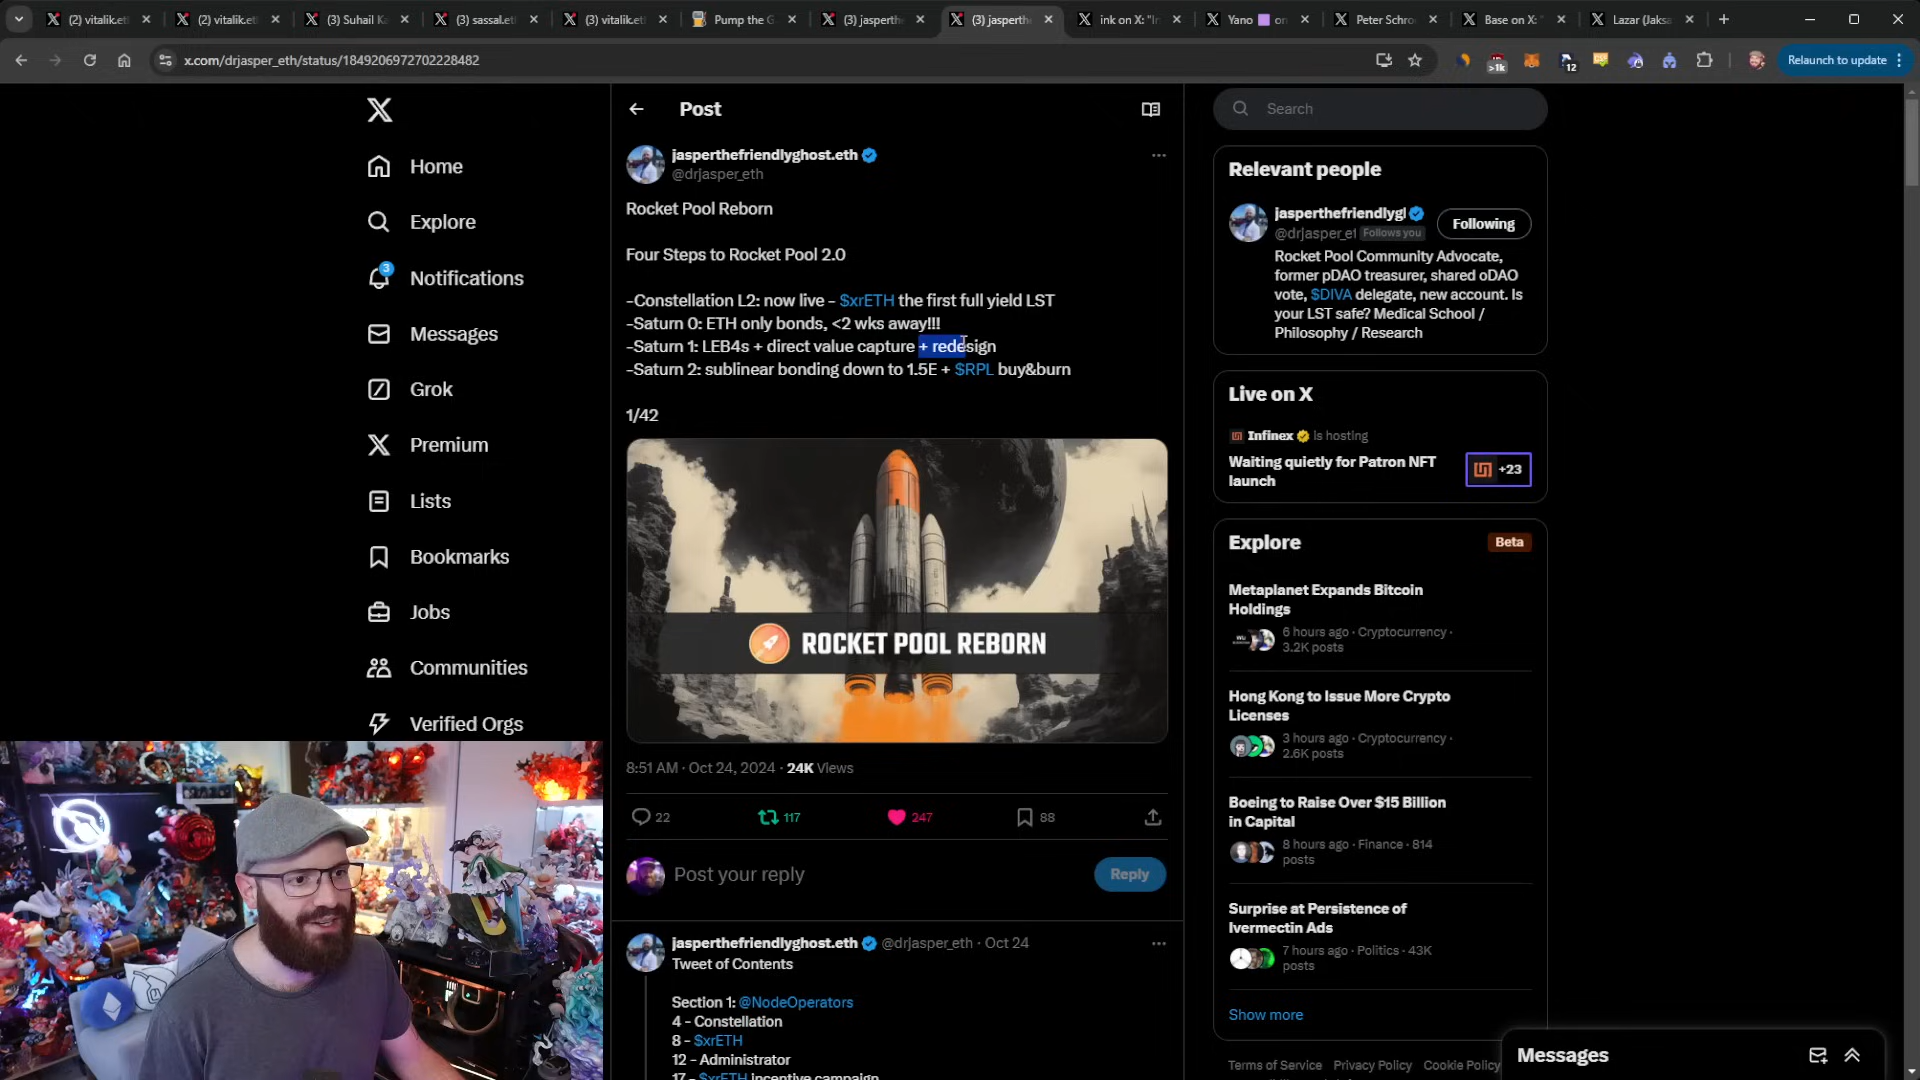 (2) vitalik.et
(2) vitalik.et
(3) Suhail Ka
(3) sassal.et
(3) vitalik.et
Pump the G
(3) jasperthe
(3) jasperthe
ink on X: "In
Yano on
Peter Schro
Base on X: "
Lazar (Jaksa
x.com/drjasper_eth/status/1849206972702228482
>1k
12
Relaunch to update
Home
Explore
3
Notifications
Messages
Grok
Premium
Lists
Bookmarks
Jobs
Communities
Verified Orgs
Post
jasperthefriendlyghost.eth
@drjasper_eth
Rocket Pool Reborn
Four Steps to Rocket Pool 2.0
-Constellation L2: now live - $xrETH the first full yield LST
-Saturn 0: ETH only bonds, <2 wks away!!!
-Saturn 1: LEB4s + direct value capture + redesign
-Saturn 2: sublinear bonding down to 1.5E + $RPL buy&burn
1/42
ROCKET POOL REBORN
8:51 AM · Oct 24, 2024 · 24K Views
22
117
247
88
Post your reply
Reply
jasperthefriendlyghost.eth @drjasper_eth · Oct 24
Tweet of Contents
Section 1: @NodeOperators
4 - Constellation
8 - $xrETH
12 - Administrator
17 - $xrETH incentive campaign
Search
Relevant people
jasperthefriendlygl
@drjasper_et Follows you
Following
Rocket Pool Community Advocate,
former pDAO treasurer, shared oDAO
vote, $DIVA delegate, new account. Is
your LST safe? Medical School /
Philosophy / Research
Live on X
Infinex is hosting
Waiting quietly for Patron NFT
launch
+23
Explore
Beta
Metaplanet Expands Bitcoin
Holdings
6 hours ago · Cryptocurrency ·
3.2K posts
Hong Kong to Issue More Crypto
Licenses
3 hours ago · Cryptocurrency ·
2.6K posts
Boeing to Raise Over $15 Billion
in Capital
8 hours ago · Finance · 814
posts
Surprise at Persistence of
Ivermectin Ads
7 hours ago · Politics · 43K
posts
Show more
Terms of Service Privacy Policy Cookie Policy
Messages